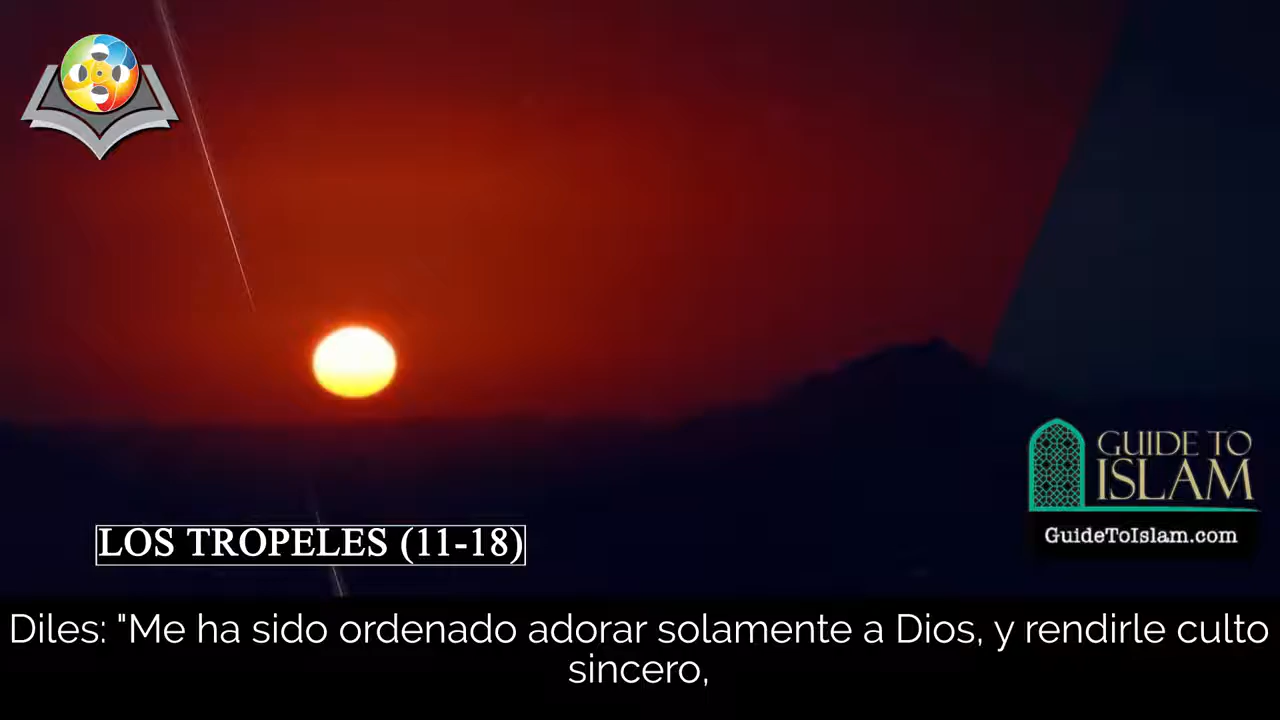 GUIDE TO
ISLAM
GuideToIslam.com
LOS TROPELES (11-18)
Diles: "Me ha sido ordenado adorar solamente a Dios, y rendirle culto
sincero,